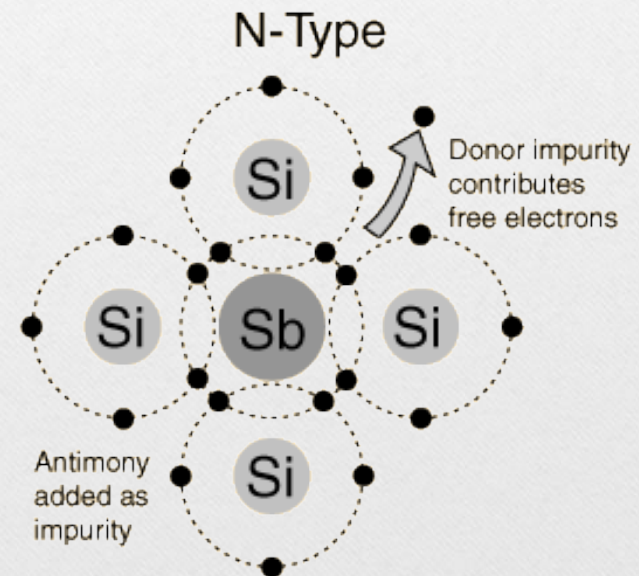 N-Type
Si
Donor impurity
contributes
free electrons
Si
Sb
Si
Si
Antimony
added as
impurity